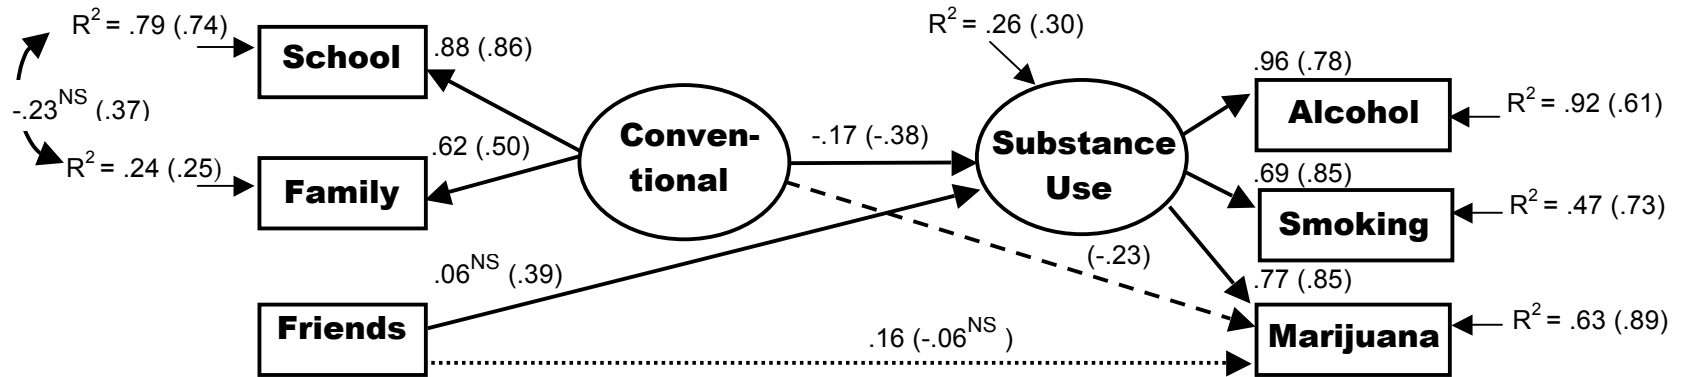 R² = .79 (.74)
School
.88 (.86)
-.23ᴺˢ (.37)
R² = .24 (.25)
Family
.62 (.50)
Conven-
tional
-.17 (-.38)
R² = .26 (.30)
Substance
Use
.96 (.78)
Alcohol
R² = .92 (.61)
.69 (.85)
Smoking
R² = .47 (.73)
(-.23)
.77 (.85)
Marijuana
R² = .63 (.89)
Friends
.06ᴺˢ (.39)
.16 (-.06ᴺˢ )